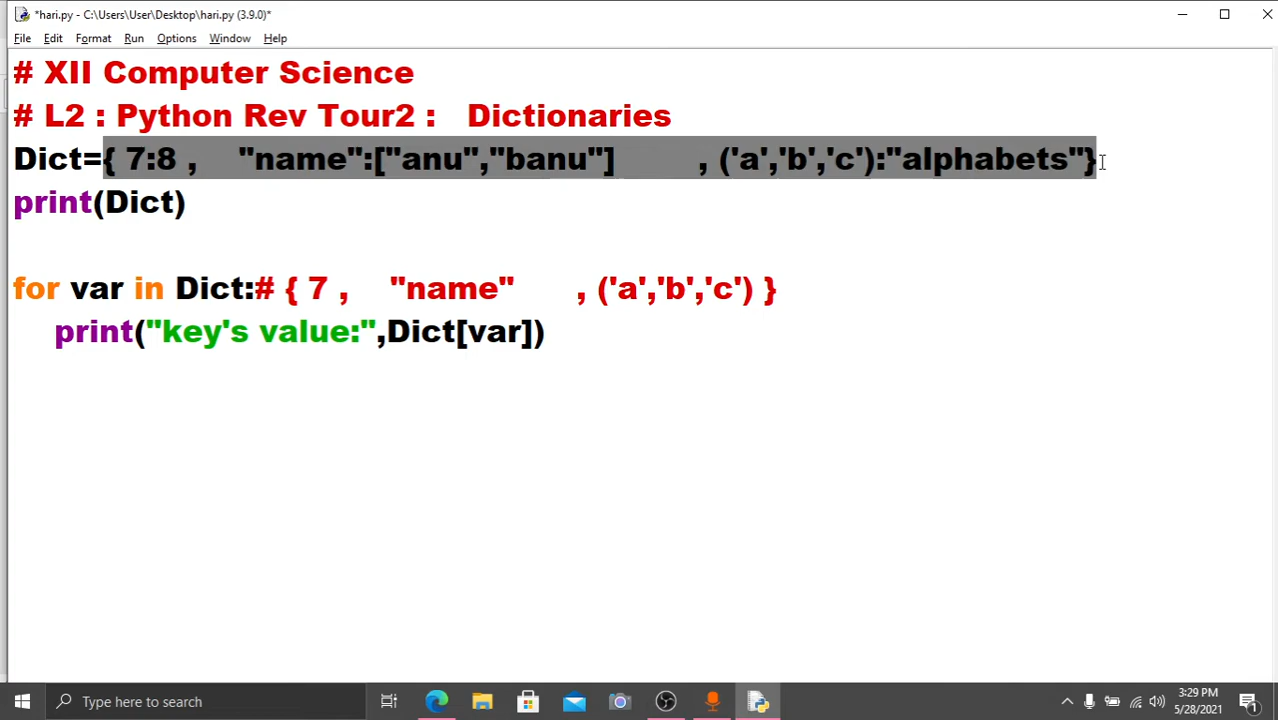 *hari.py - C:\Users\User\Desktop\hari.py (3.9.0)*
File Edit Format Run Options Window Help
# XII Computer Science
# L2 : Python Rev Tour2 :   Dictionaries
Dict={ 7:8 ,    "name":["anu","banu"]        , ('a','b','c'):"alphabets"}
print(Dict)
for var in Dict:# { 7 ,    "name"      , ('a','b','c') }
    print("key's value:",Dict[var])
Type here to search
3:29 PM
5/28/2021
1